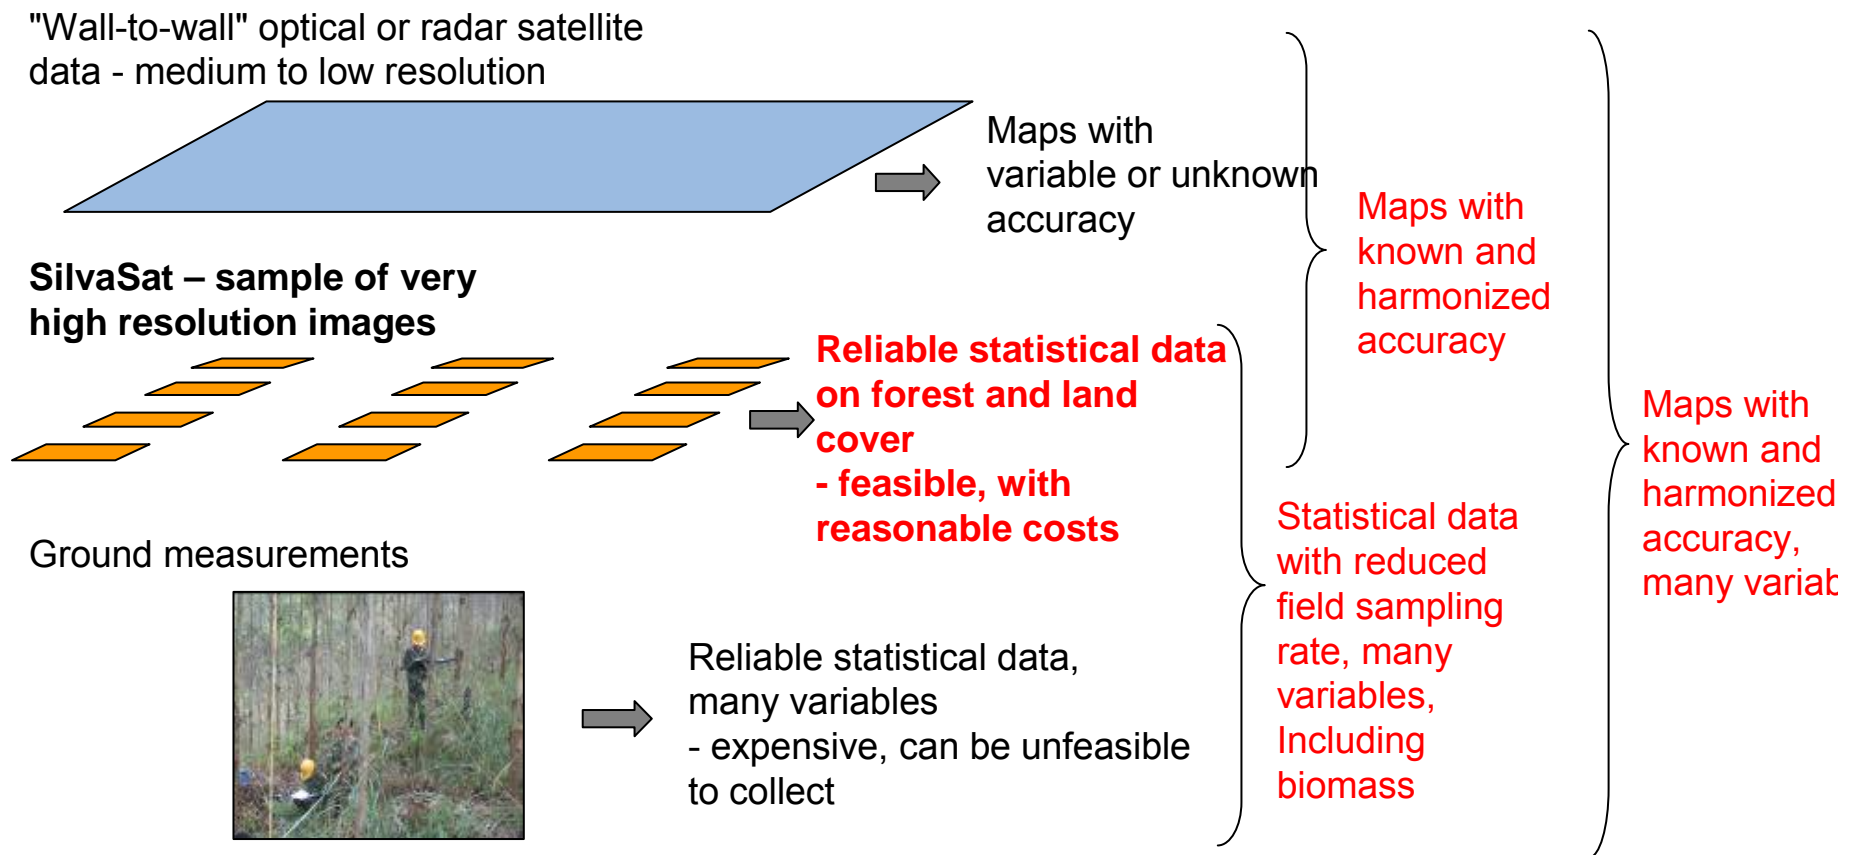 "Wall-to-wall" optical or radar satellite
data - medium to low resolution
Maps with
variable or unknown
accuracy
Maps with
known and
harmonized
accuracy
SilvaSat – sample of very
high resolution images
Reliable statistical data
on forest and land
cover
- feasible, with
reasonable costs
Maps with
known and
harmonized
accuracy,
many
Statistical data
with reduced
field sampling
rate, many
variables,
Including
biomass
Ground measurements
Reliable statistical data,
many variables
- expensive, can be unfeasible
to collect